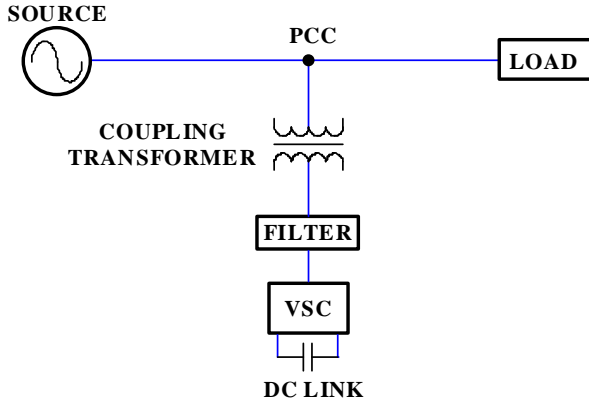 SOURCE
PCC
LOAD
COUPLING
TRANSFORMER
FILTER
VSC
DC LINK